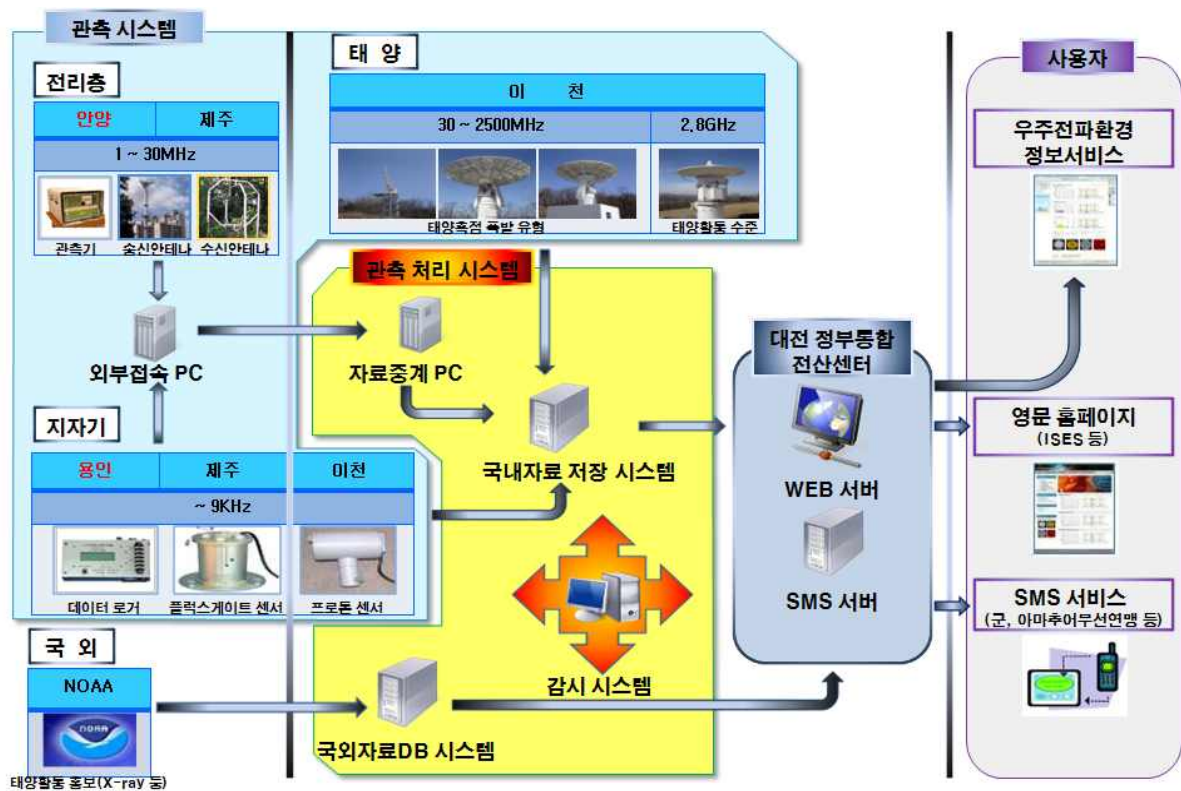 관측 시스템
전리층
안양
제주
1 ~ 30MHz
관측기
송신안테나
수신안테나
외부접속 PC
지자기
용인
제주
이천
~ 9KHz
데이터 로거
플럭스게이트 센서
프로톤 센서
국 외
NOAA
noaa
태양활동 홍보(X-ray 등)
태 양
이 천
30 ~ 2500MHz
2.8GHz
태양흑점 폭발 유형
태양활동 수준
관측 처리 시스템
자료중계 PC
국내자료 저장 시스템
감시 시스템
국외자료DB 시스템
대전 정부통합
전산센터
WEB 서버
SMS 서버
사용자
우주전파환경
정보서비스
영문 홈페이지
(ISES 등)
SMS 서비스
(군, 아마추어무선연맹 등)